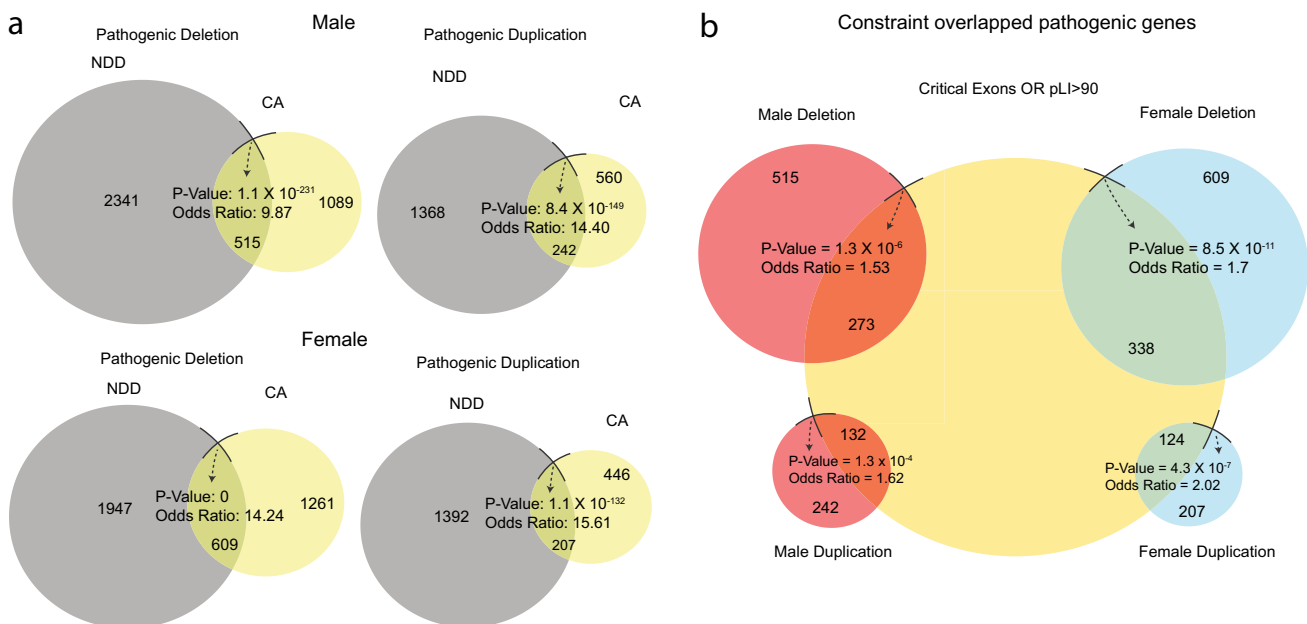 a
Male
Pathogenic Deletion
NDD
CA
2341
P-Value: 1.1 X 10⁻²³¹
Odds Ratio: 9.87
1089
515
Pathogenic Duplication
NDD
CA
560
1368
P-Value: 8.4 X 10⁻¹⁴⁹
Odds Ratio: 14.40
242
Female
Pathogenic Deletion
NDD
CA
1947
P-Value: 0
Odds Ratio: 14.24
1261
609
Pathogenic Duplication
NDD
CA
446
1392
P-Value: 1.1 X 10⁻¹³²
Odds Ratio: 15.61
207
b
Constraint overlapped pathogenic genes
Critical Exons OR pLI>90
Male Deletion
515
P-Value = 1.3 X 10⁻⁶
Odds Ratio = 1.53
273
Female Deletion
609
P-Value = 8.5 X 10⁻¹¹
Odds Ratio = 1.7
338
132
P-Value = 1.3 x 10⁻⁴
Odds Ratio = 1.62
242
Male Duplication
124
P-Value = 4.3 X 10⁻⁷
Odds Ratio = 2.02
207
Female Duplication